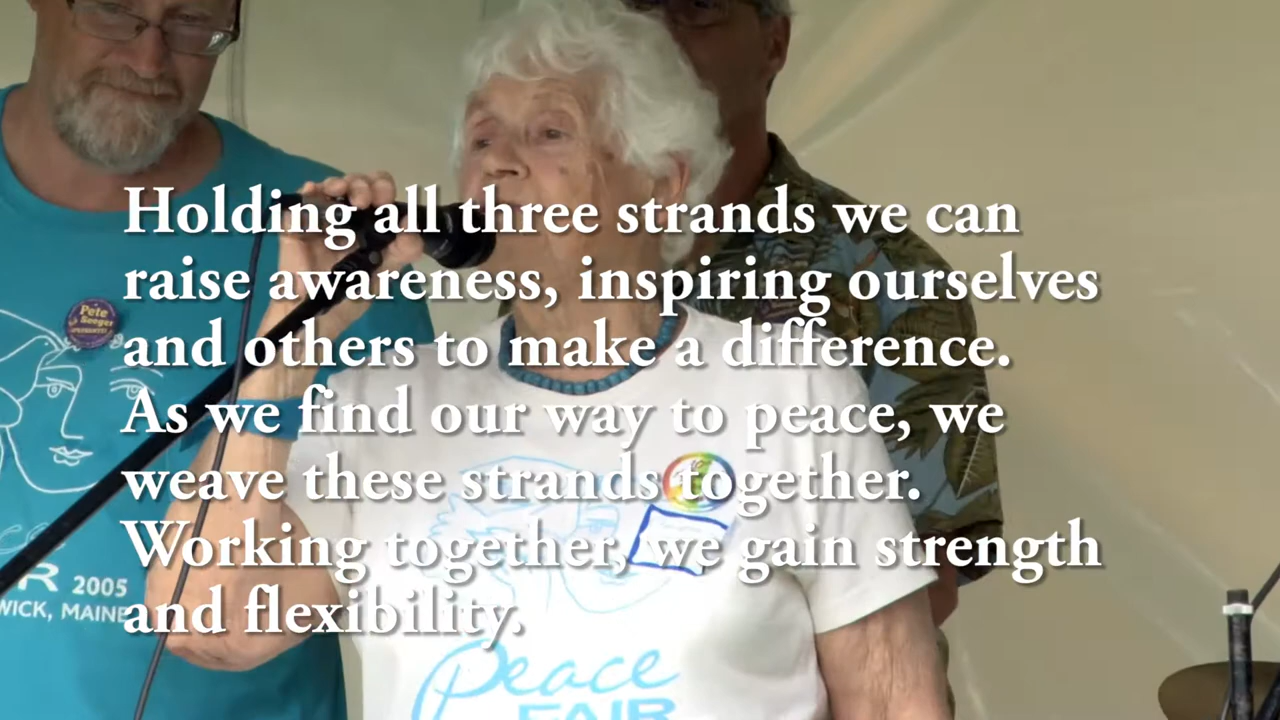 Holding all three strands we can
raise awareness, inspiring ourselves
and others to make a difference.
As we find our way to peace, we
weave these strands together.
Working together, we gain strength
and flexibility.
Pete
Seeger
R 2005
WICK, MAINE
Peace
FAIR